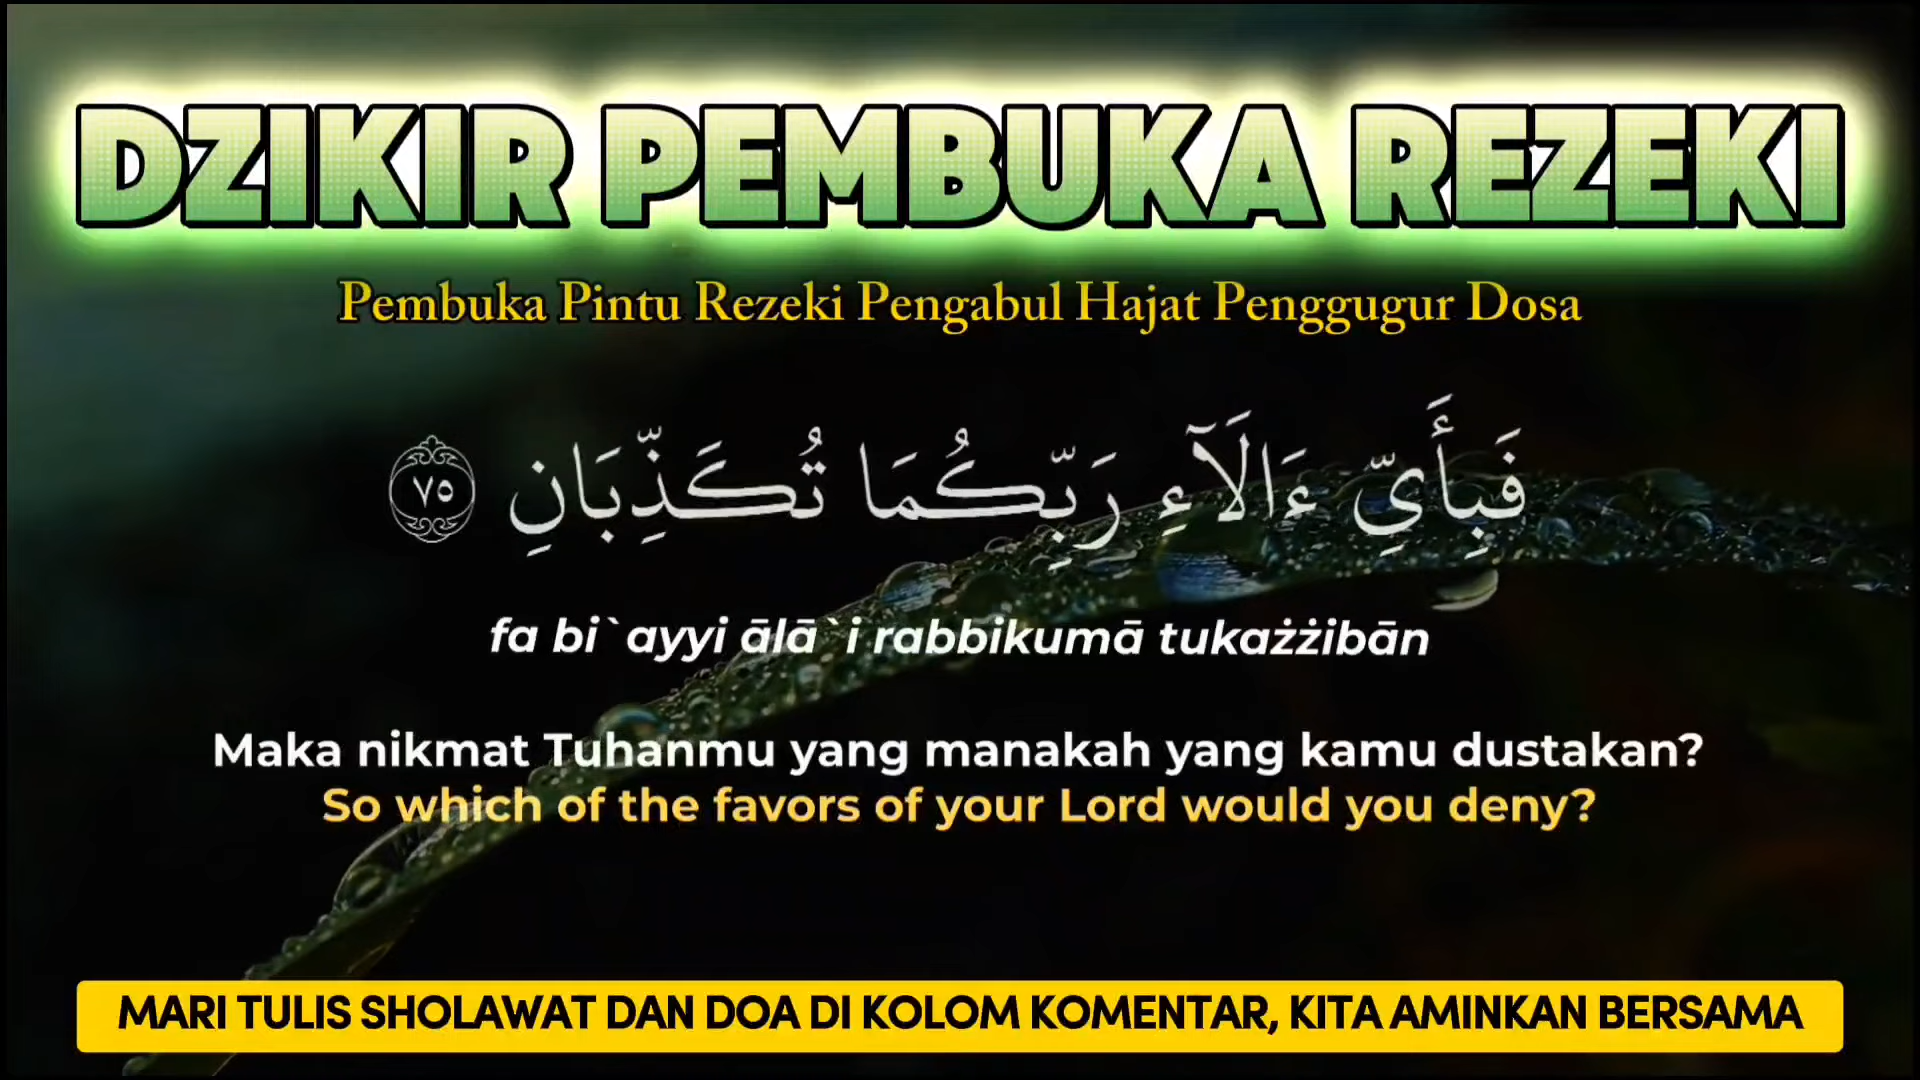 DZIKIR PEMBUKA REZEKI
Pembuka Pintu Rezeki Pengabul Hajat Penggugur Dosa
فَبِأَيِّ ءَالَآءِ رَبِّكُمَا تُكَذِّبَانِ ٧٥
fa bi`ayyi ālā`i rabbikumā tukażżibān
Maka nikmat Tuhanmu yang manakah yang kamu dustakan?
So which of the favors of your Lord would you deny?
MARI TULIS SHOLAWAT DAN DOA DI KOLOM KOMENTAR, KITA AMINKAN BERSAMA